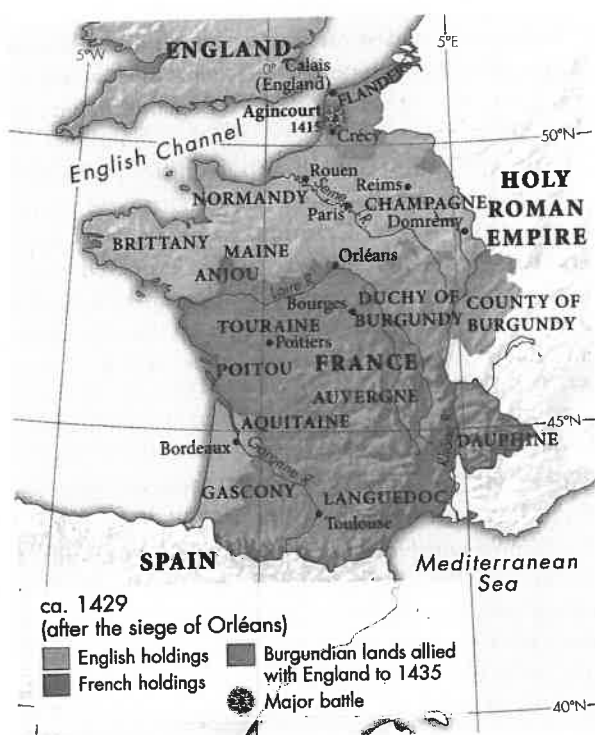 ENGLAND
5°W
5°E
Calais
(England)
FLANDERS
Agincourt
1415
Crécy
50°N
English Channel
Rouen
Reims
NORMANDY
Seine R.
CHAMPAGNE
HOLY
ROMAN
EMPIRE
Paris
Domrémy
BRITTANY
MAINE
ANJOU
Orléans
Loire R.
Bourges
DUCHY OF
BURGUNDY
COUNTY OF
BURGUNDY
TOURAINE
Poitiers
POITOU
FRANCE
AUVERGNE
AQUITAINE
45°N
DAUPHINE
Bordeaux
Garonne R.
GASCONY
LANGUEDOC
Toulouse
SPAIN
Mediterranean
Sea
ca. 1429
(after the siege of Orléans)
English holdings
French holdings
Burgundian lands allied
with England to 1435
Major battle
40°N